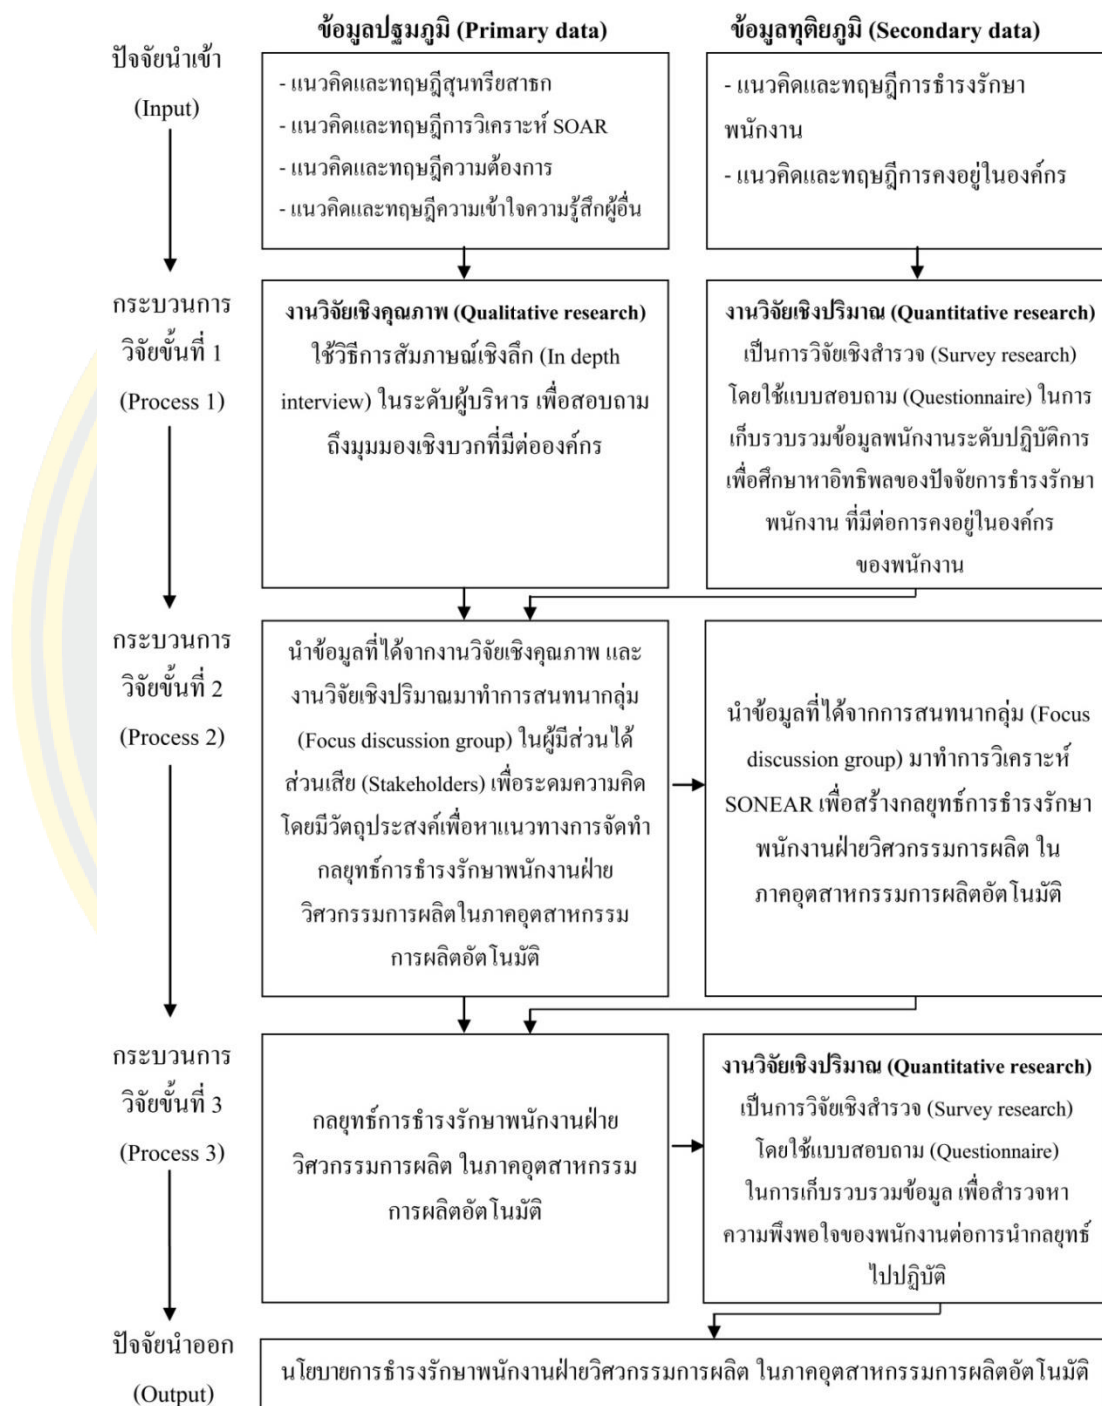 ข้อมูลปฐมภูมิ (Primary data)
ข้อมูลทุติยภูมิ (Secondary data)
ปัจจัยนำเข้า
(Input)
- แนวคิดและทฤษฎีสุนทรียสาธก
- แนวคิดและทฤษฎีการวิเคราะห์ SOAR
- แนวคิดและทฤษฎีความต้องการ
- แนวคิดและทฤษฎีความเข้าใจความรู้สึกผู้อื่น
- แนวคิดและทฤษฎีการธำรงรักษา
พนักงาน
- แนวคิดและทฤษฎีการคงอยู่ในองค์กร
กระบวนการ
วิจัยขั้นที่ 1
(Process 1)
งานวิจัยเชิงคุณภาพ (Qualitative research)
ใช้วิธีการสัมภาษณ์เชิงลึก (In depth
interview) ในระดับผู้บริหาร เพื่อสอบถาม
ถึงมุมมองเชิงบวกที่มีต่อองค์กร
งานวิจัยเชิงปริมาณ (Quantitative research)
เป็นการวิจัยเชิงสำรวจ (Survey research)
โดยใช้แบบสอบถาม (Questionnaire) ในการ
เก็บรวบรวมข้อมูลพนักงานระดับปฏิบัติการ
เพื่อศึกษาหาอิทธิพลของปัจจัยการธำรงรักษา
พนักงาน ที่มีต่อการคงอยู่ในองค์กร
ของพนักงาน
กระบวนการ
วิจัยขั้นที่ 2
(Process 2)
นำข้อมูลที่ได้จากงานวิจัยเชิงคุณภาพ และ
งานวิจัยเชิงปริมาณมาทำการสนทนากลุ่ม
(Focus discussion group) ในผู้มีส่วนได้
ส่วนเสีย (Stakeholders) เพื่อระดมความคิด
โดยมีวัตถุประสงค์เพื่อหาแนวทางการจัดทำ
กลยุทธ์การธำรงรักษาพนักงานฝ่าย
วิศวกรรมการผลิตในภาคอุตสาหกรรม
การผลิตอัตโนมัติ
นำข้อมูลที่ได้จากการสนทนากลุ่ม (Focus
discussion group) มาทำการวิเคราะห์
SONEAR เพื่อสร้างกลยุทธ์การธำรงรักษา
พนักงานฝ่ายวิศวกรรมการผลิต ใน
ภาคอุตสาหกรรมการผลิตอัตโนมัติ
กระบวนการ
วิจัยขั้นที่ 3
(Process 3)
กลยุทธ์การธำรงรักษาพนักงานฝ่าย
วิศวกรรมการผลิต ในภาคอุตสาหกรรม
การผลิตอัตโนมัติ
งานวิจัยเชิงปริมาณ (Quantitative research)
เป็นการวิจัยเชิงสำรวจ (Survey research)
โดยใช้แบบสอบถาม (Questionnaire)
ในการเก็บรวบรวมข้อมูล เพื่อสำรวจหา
ความพึงพอใจของพนักงานต่อการนำกลยุทธ์
ไปปฏิบัติ
ปัจจัยนำออก
(Output)
นโยบายการธำรงรักษาพนักงานฝ่ายวิศวกรรมการผลิต ในภาคอุตสาหกรรมการผลิตอัตโนมัติ